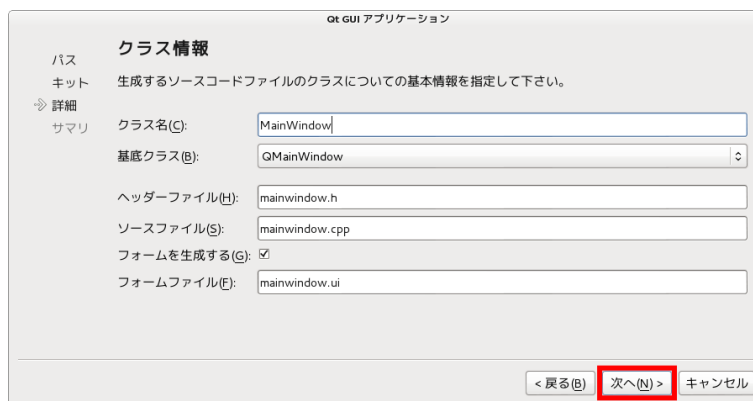 Qt GUI アプリケーション
パス
キット
詳細
サマリ
クラス情報
生成するソースコードファイルのクラスについての基本情報を指定して下さい。
クラス名(C): MainWindow
基底クラス(B): QMainWindow
ヘッダーファイル(H): mainwindow.h
ソースファイル(S): mainwindow.cpp
フォームを生成する(G):
フォームファイル(F): mainwindow.ui
< 戻る(B) 次へ(N) > キャンセル